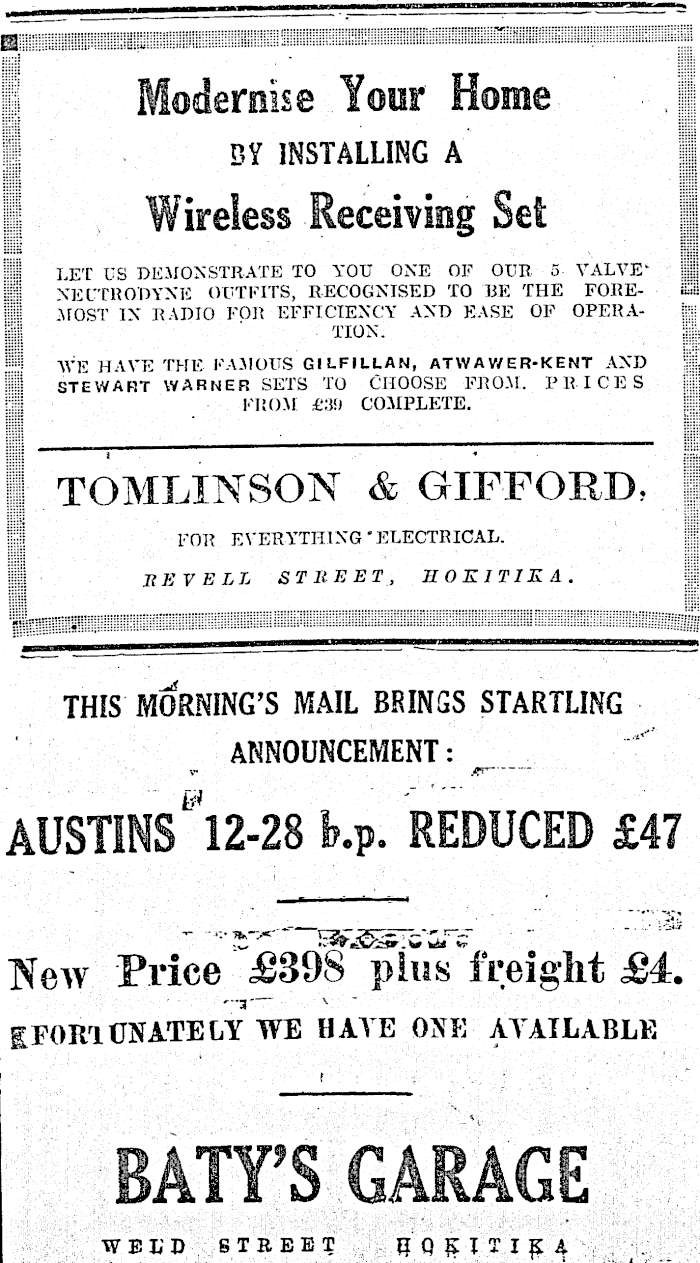 Modernise Your Home
BY INSTALLING A
Wireless Receiving Set
LET US DEMONSTRATE TO YOU ONE OF OUR 5 VALVE
NEUTRODYNE OUTFITS, RECOGNISED TO BE THE FORE-
MOST IN RADIO FOR EFFICIENCY AND EASE OF OPERA-
TION.
WE HAVE THE FAMOUS GILFILLAN, ATWAWER-KENT AND
STEWART WARNER SETS TO CHOOSE FROM. PRICES
FROM £39 COMPLETE.
TOMLINSON & GIFFORD,
FOR EVERYTHING ELECTRICAL.
REVELL STREET, HOKITIKA.
THIS MORNING'S MAIL BRINGS STARTLING
ANNOUNCEMENT:
AUSTINS 12-28 h.p. REDUCED £47
New Price £398 plus freight £4.
FORTUNATELY WE HAVE ONE AVAILABLE
BATY'S GARAGE
WELD STREET HOKITIKA